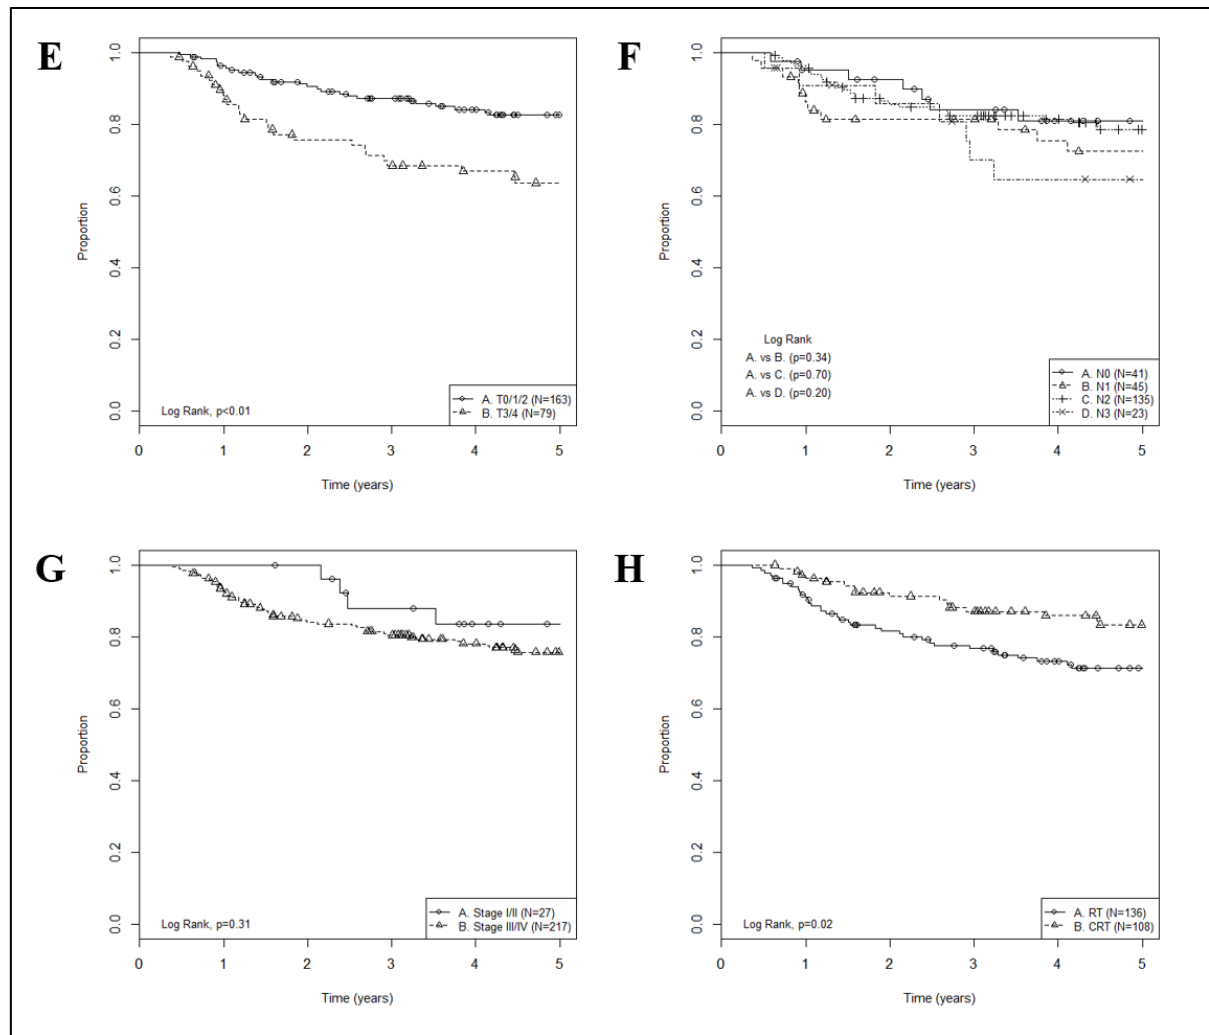 E
1.0
0.8
0.6
0.4
0.2
0.0
Proportion
Log Rank, p<0.01
A. T0/1/2 (N=163)
B. T3/4 (N=79)
0 1 2 3 4 5
Time (years)
F
1.0
0.8
0.6
0.4
0.2
0.0
Proportion
Log Rank
A. vs B. (p=0.34)
A. vs C. (p=0.70)
A. vs D. (p=0.20)
A. N0 (N=41)
B. N1 (N=45)
C. N2 (N=135)
D. N3 (N=23)
0 1 2 3 4 5
Time (years)
G
1.0
0.8
0.6
0.4
0.2
0.0
Proportion
Log Rank, p=0.31
A. Stage I/II (N=27)
B. Stage III/IV (N=217)
0 1 2 3 4 5
Time (years)
H
1.0
0.8
0.6
0.4
0.2
0.0
Proportion
Log Rank, p=0.02
A. RT (N=136)
B. CRT (N=108)
0 1 2 3 4 5
Time (years)